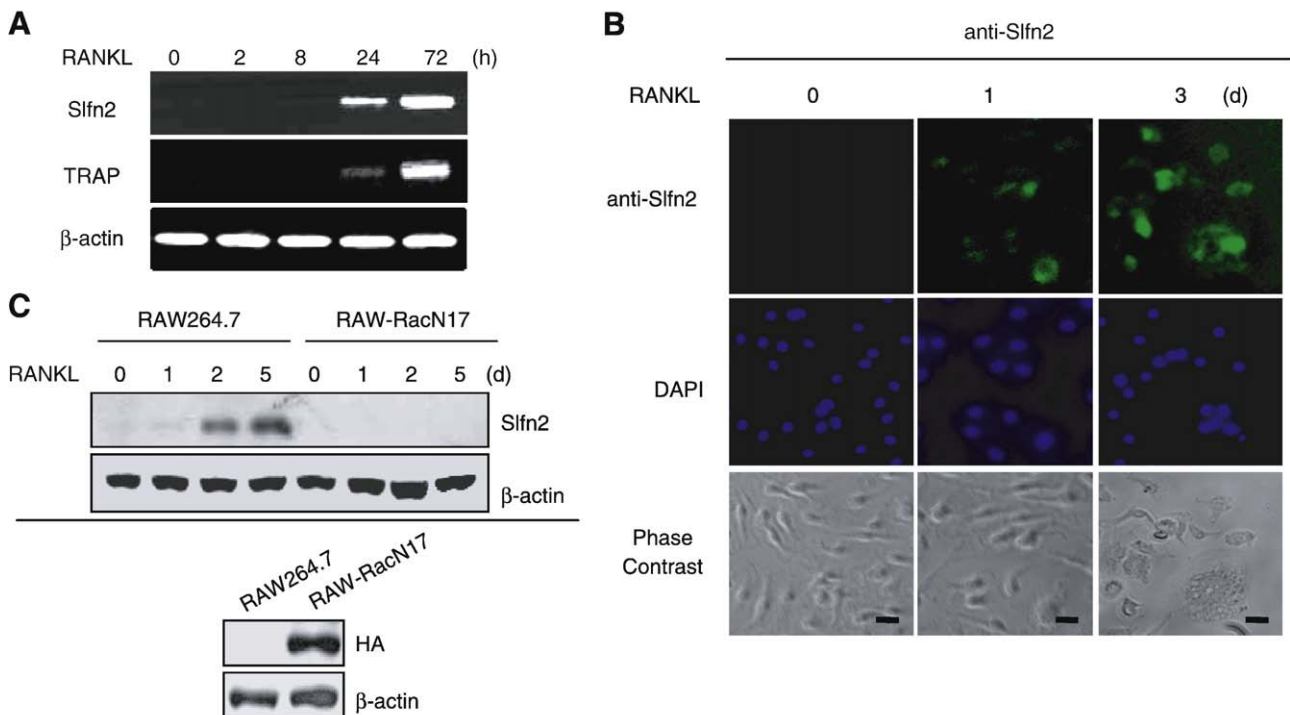 A
RANKL 0 2 8 24 72 (h)
Slfn2
TRAP
β-actin
B
anti-Slfn2
RANKL 0 1 3 (d)
anti-Slfn2
DAPI
Phase
Contrast
C
RAW264.7 RAW-RacN17
RANKL 0 1 2 5 0 1 2 5 (d)
Slfn2
β-actin
RAW264.7
RAW-RacN17
HA
β-actin